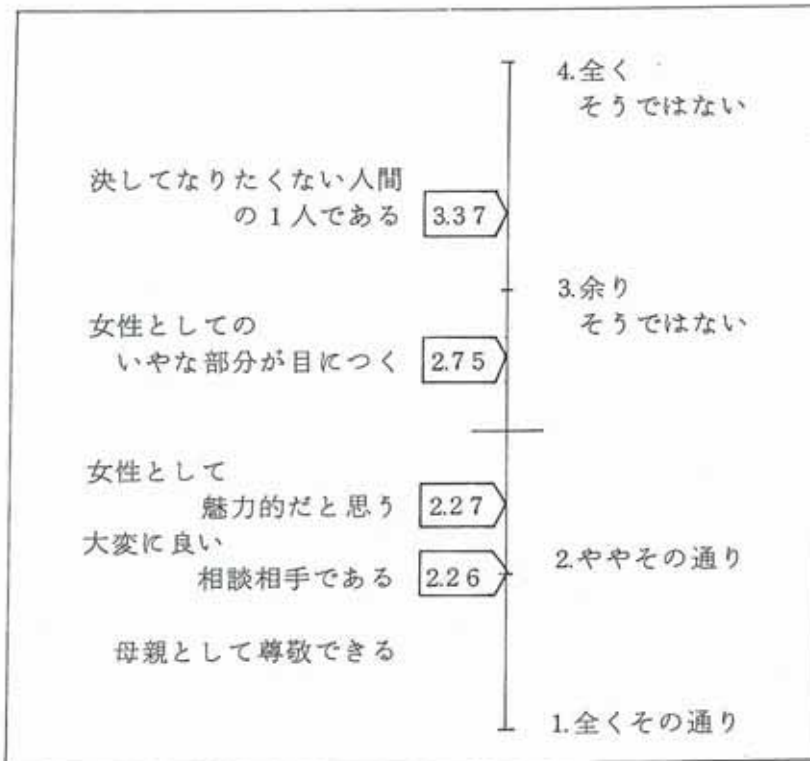 4.全く
そうではない
決してなりたくない人間
の1人である
3.37
3.余り
そうではない
女性としての
いやな部分が目につく
2.75
女性として
魅力的だと思う
2.27
大変に良い
相談相手である
2.26
2.ややその通り
母親として尊敬できる
1.全くその通り